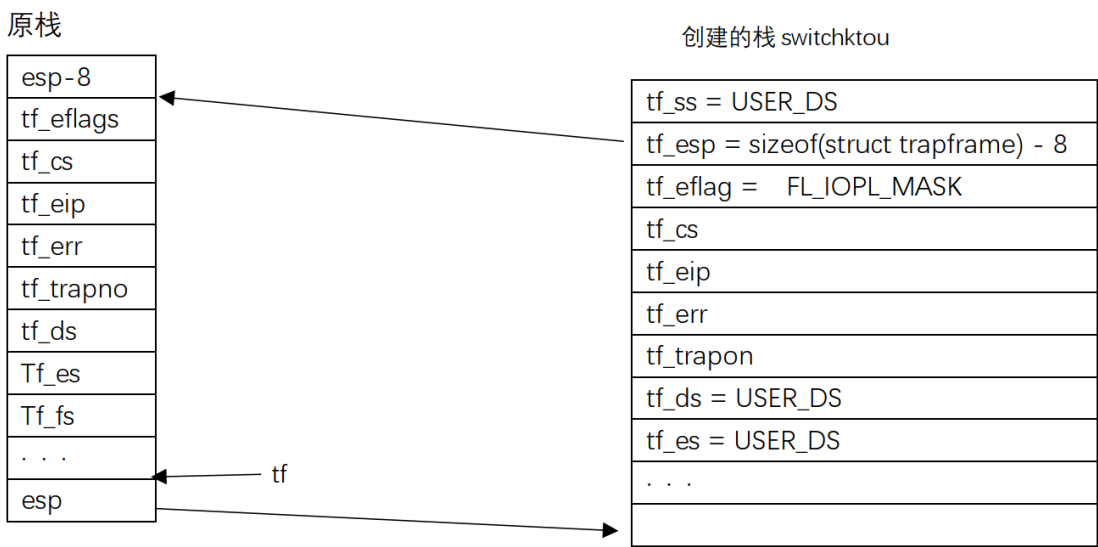 原栈
esp-8
tf_eflags
tf_cs
tf_eip
tf_err
tf_trapno
tf_ds
Tf_es
Tf_fs
. . .
esp
tf
创建的栈 switchktou
tf_ss = USER_DS
tf_esp = sizeof(struct trapframe) - 8
tf_eflag = FL_IOPL_MASK
tf_cs
tf_eip
tf_err
tf_trapon
tf_ds = USER_DS
tf_es = USER_DS
. . .